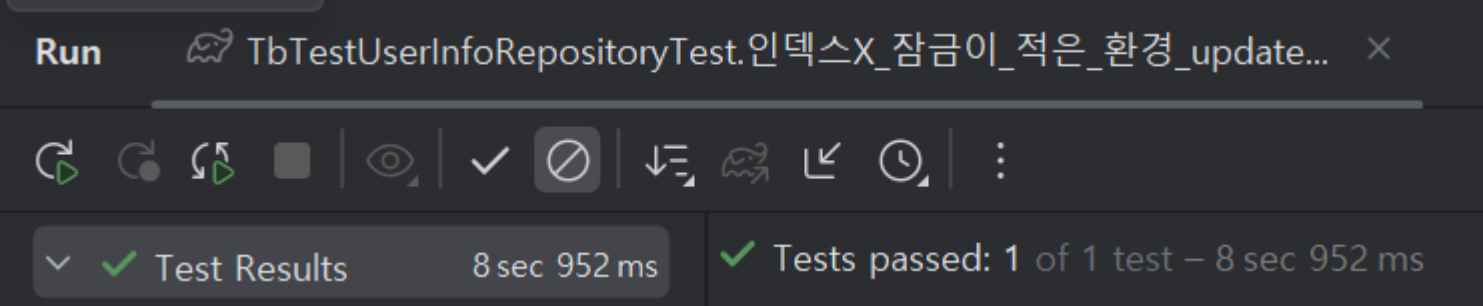 Run TbTestUserInfoRepositoryTest.인덱스X_잠금이_적은_환경_update...
Test Results 8 sec 952 ms
Tests passed: 1 of 1 test – 8 sec 952 ms